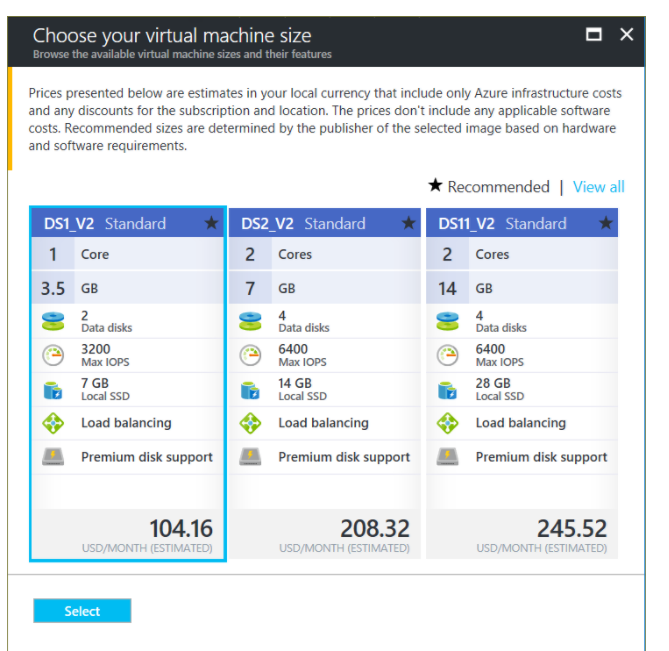 Choose your virtual machine size
Browse the available virtual machine sizes and their features
Prices presented below are estimates in your local currency that include only Azure infrastructure costs
and any discounts for the subscription and location. The prices don't include any applicable software
costs. Recommended sizes are determined by the publisher of the selected image based on hardware
and software requirements.
★ Recommended | View all
DS1_V2 Standard ★
1 Core
3.5 GB
2
Data disks
3200
Max IOPS
7 GB
Local SSD
Load balancing
Premium disk support
104.16
USD/MONTH (ESTIMATED)
DS2_V2 Standard ★
2 Cores
7 GB
4
Data disks
6400
Max IOPS
14 GB
Local SSD
Load balancing
Premium disk support
208.32
USD/MONTH (ESTIMATED)
DS11_V2 Standard ★
2 Cores
14 GB
4
Data disks
6400
Max IOPS
28 GB
Local SSD
Load balancing
Premium disk support
245.52
USD/MONTH (ESTIMATED)
Select